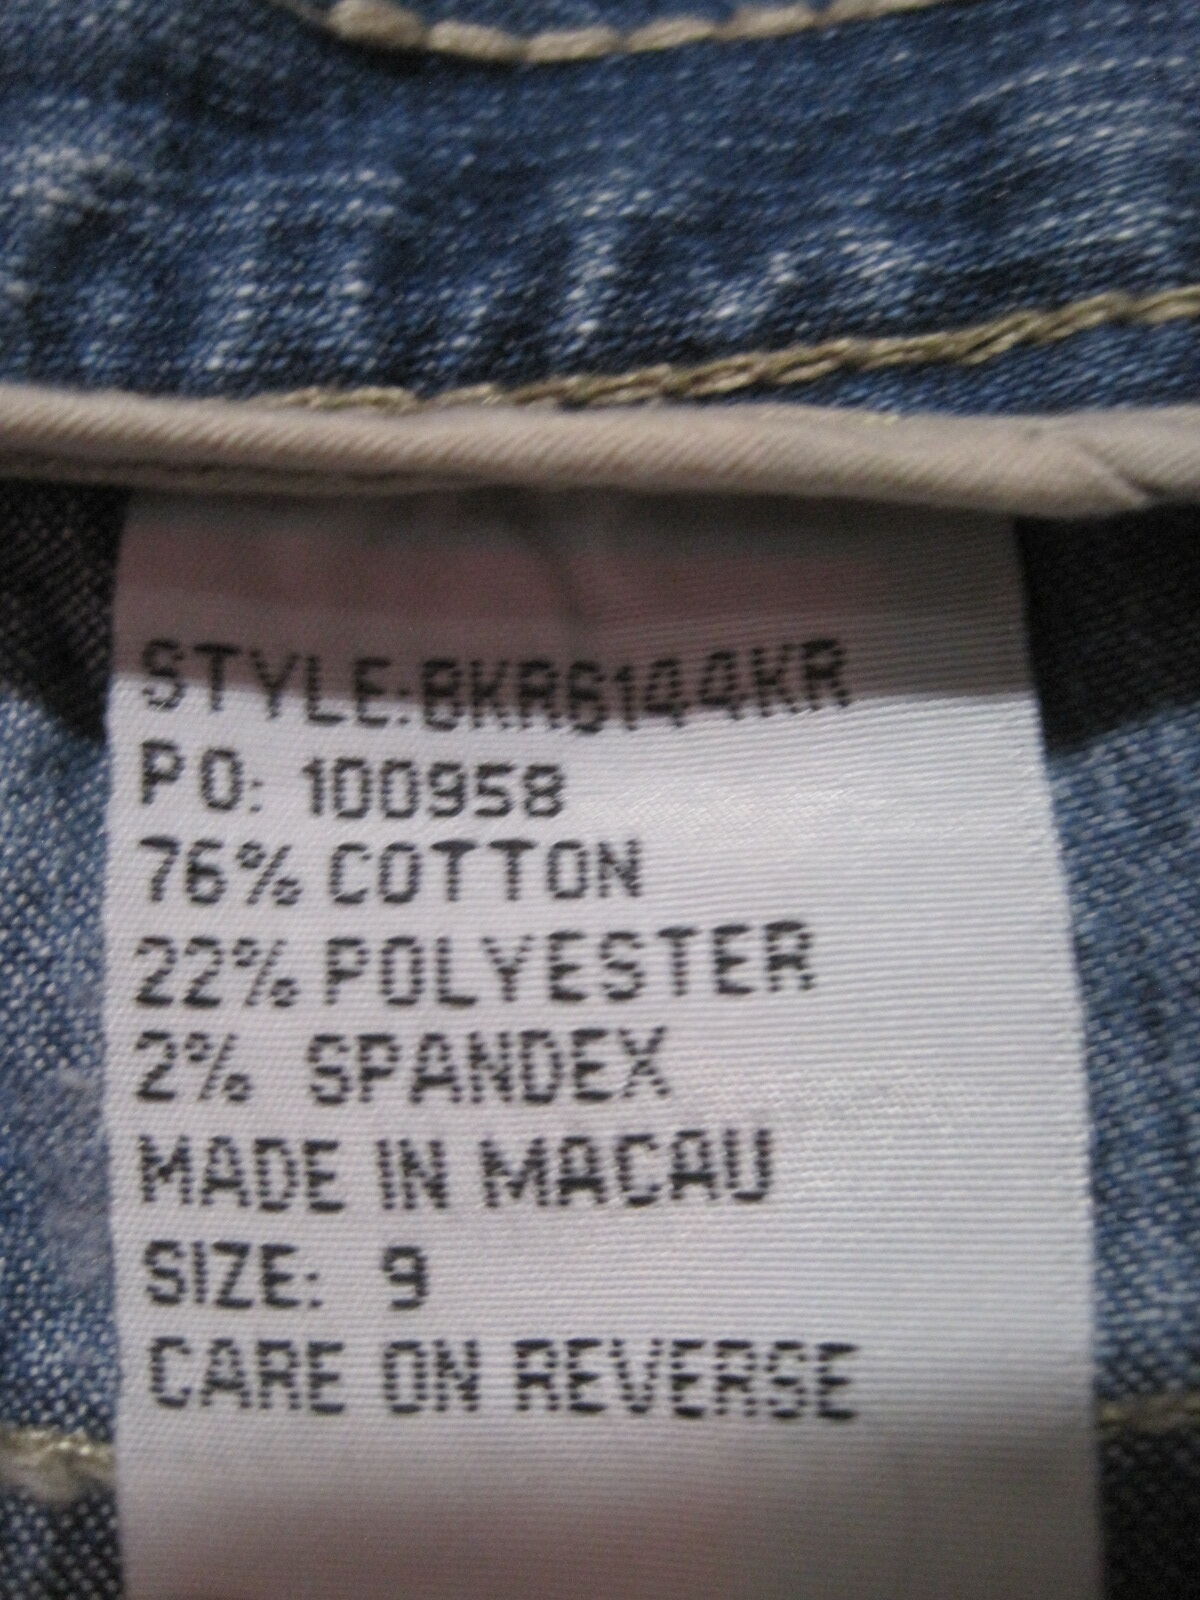 STYLE:BKR6144KR
PO: 100958
76% COTTON
22% POLYESTER
2% SPANDEX
MADE IN MACAU
SIZE: 9
CARE ON REVERSE